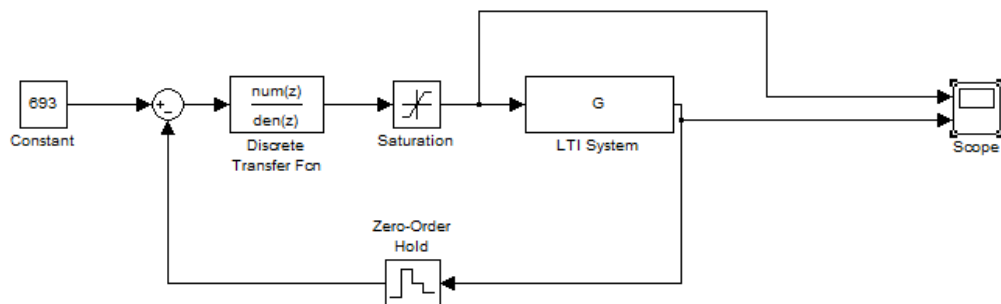 693
Constant
num(z)
den(z)
Discrete
Transfer Fcn
Saturation
G
LTI System
Scope
Zero-Order
Hold